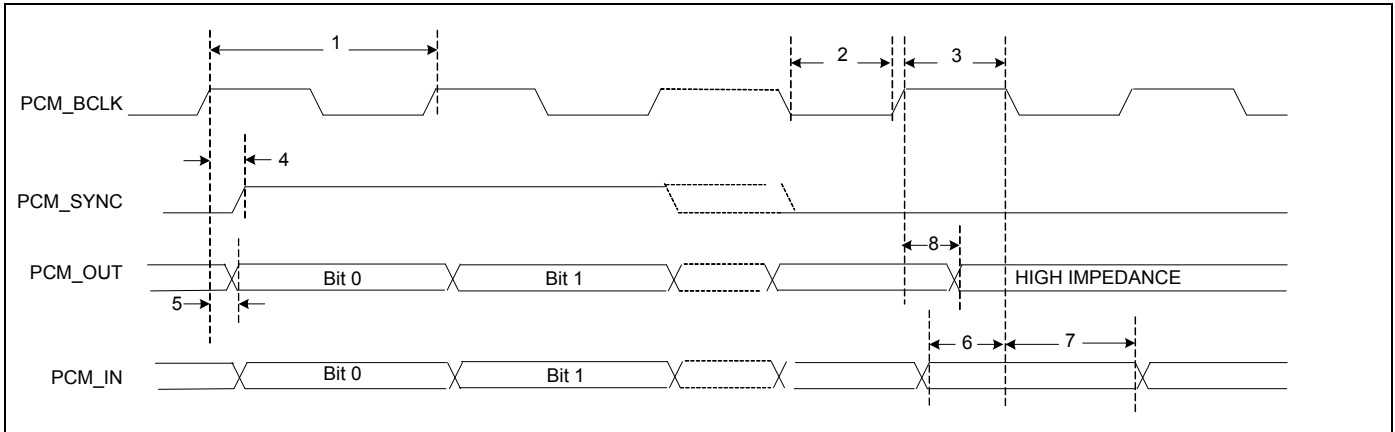 1
2
3
PCM_BCLK
4
PCM_SYNC
8
PCM_OUT
Bit 0
Bit 1
HIGH IMPEDANCE
5
6
7
PCM_IN
Bit 0
Bit 1